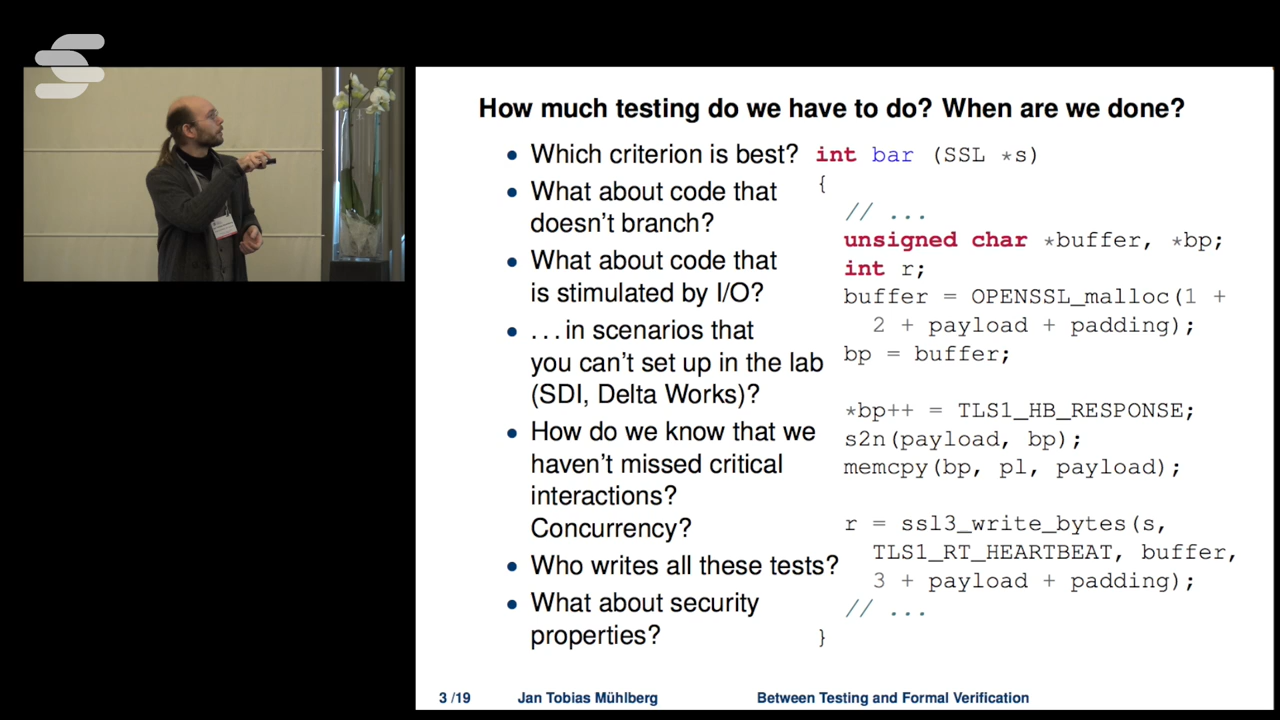 How much testing do we have to do? When are we done?
• Which criterion is best?
• What about code that
doesn't branch?
• What about code that
is stimulated by I/O?
• ...in scenarios that
you can't set up in the lab
(SDI, Delta Works)?
• How do we know that we
haven't missed critical
interactions?
Concurrency?
• Who writes all these tests?
• What about security
properties?
int bar (SSL *s)
{
// ...
unsigned char *buffer, *bp;
int r;
buffer = OPENSSL_malloc(1 +
2 + payload + padding);
bp = buffer;
*bp++ = TLS1_HB_RESPONSE;
s2n(payload, bp);
memcpy(bp, pl, payload);
r = ssl3_write_bytes(s,
TLS1_RT_HEARTBEAT, buffer,
3 + payload + padding);
// ...
}
3 /19 Jan Tobias Mühlberg Between Testing and Formal Verification